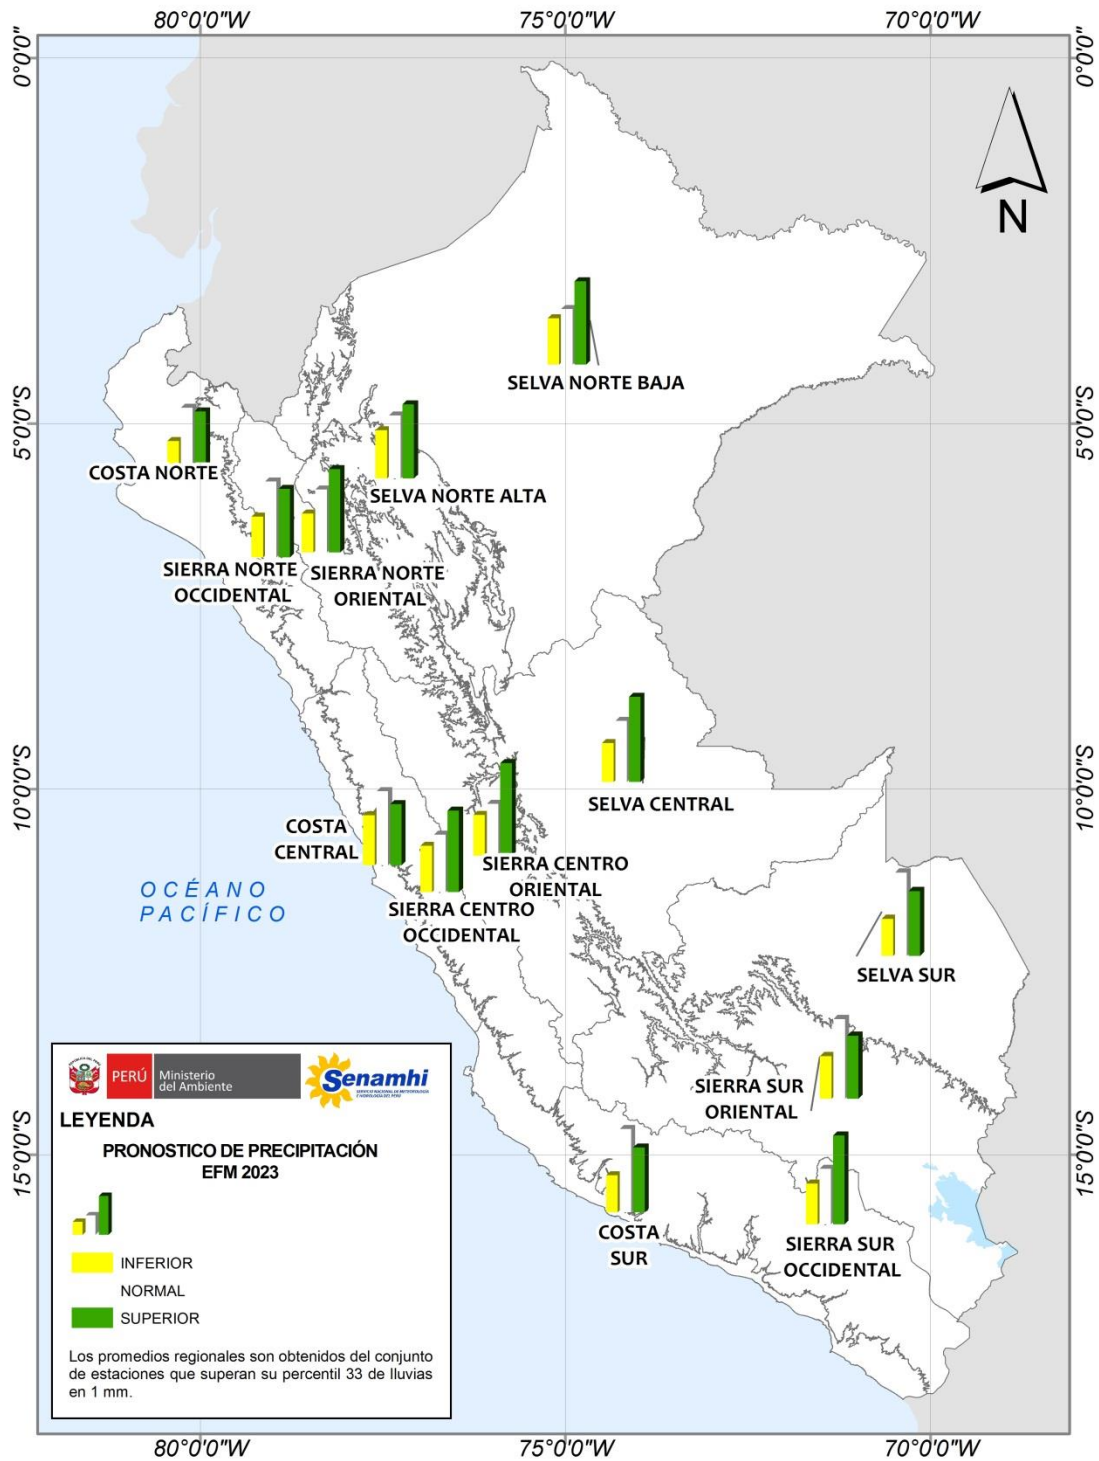 80°0'0"W 75°0'0"W 70°0'0"W
0°0'0"
0°0'0"
N
SELVA NORTE BAJA
5°0'0"S
5°0'0"S
COSTA NORTE
SELVA NORTE ALTA
SIERRA NORTE
OCCIDENTAL
SIERRA NORTE
ORIENTAL
SELVA CENTRAL
10°0'0"S
10°0'0"S
COSTA
CENTRAL
SIERRA CENTRO
ORIENTAL
SIERRA CENTRO
OCCIDENTAL
OCÉANO
PACÍFICO
SELVA SUR
SIERRA SUR
ORIENTAL
15°0'0"S
15°0'0"S
COSTA
SUR
SIERRA SUR
OCCIDENTAL
PERÚ
Ministerio
del Ambiente
Senamhi
LEYENDA
PRONOSTICO DE PRECIPITACIÓN
EFM 2023
INFERIOR
NORMAL
SUPERIOR
Los promedios regionales son obtenidos del conjunto
de estaciones que superan su percentil 33 de lluvias
en 1 mm.
80°0'0"W 75°0'0"W 70°0'0"W